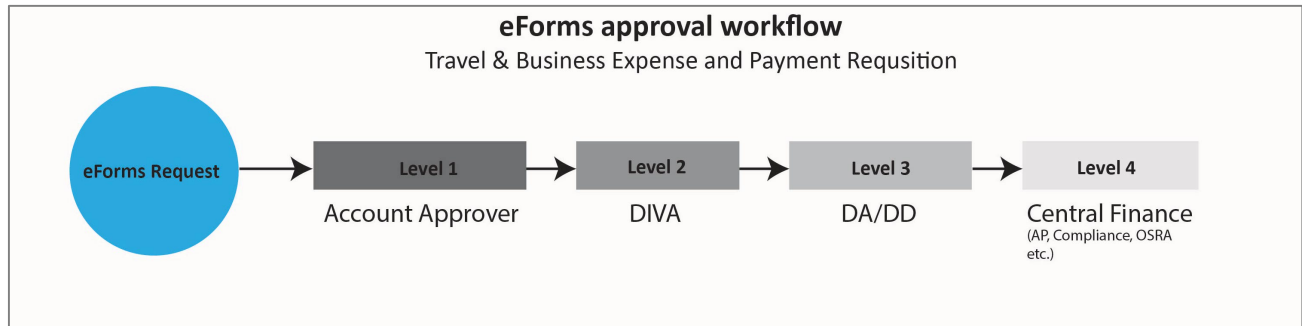 eForms approval workflow
Travel & Business Expense and Payment Requsition
eForms Request
Level 1
Level 2
Level 3
Level 4
Account Approver
DIVA
DA/DD
Central Finance
(AP, Compliance, OSRA
etc.)